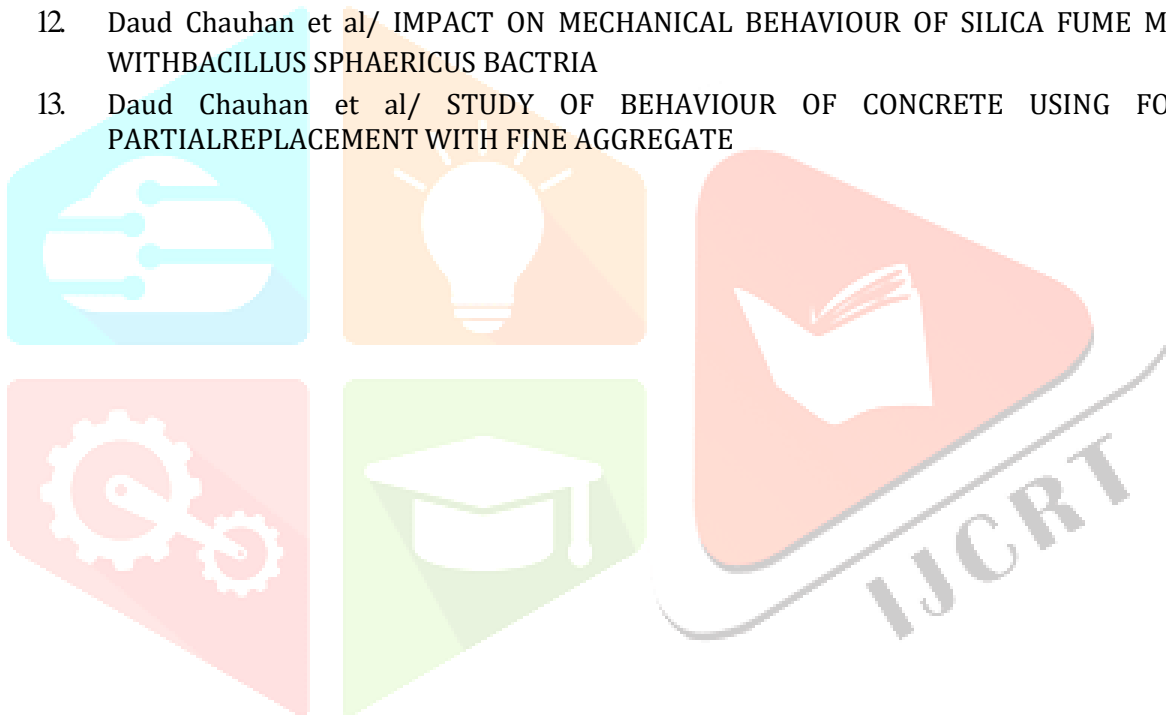 12. Daud Chauhan et al/ IMPACT ON MECHANICAL BEHAVIOUR OF SILICA FUME
WITHBACILLUS SPHAERICUS BACTRIA
13. Daud Chauhan et al/ STUDY OF BEHAVIOUR OF CONCRETE USING
PARTIALREPLACEMENT WITH FINE AGGREGATE
IJCRT